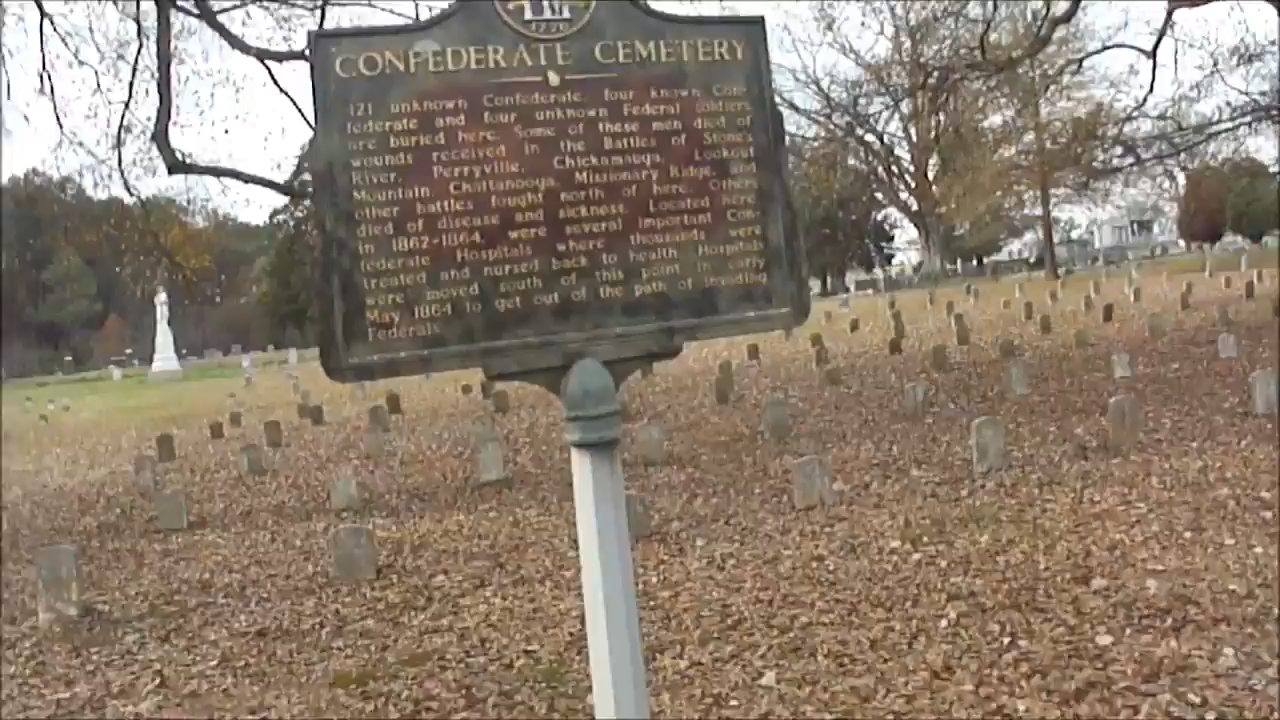 1776
CONFEDERATE CEMETERY
421 unknown Confederate, four known Con-
federate and four unknown Federal soldiers
are buried here. Some of these men died of
wounds received in the Battles of Stone's
River, Perryville, Chickamauga, Lookout
Mountain, Chattanooga, Missionary Ridge, and
other battles fought north of here. Others
died of disease and sickness. Located here
in 1862-1864, were several important Con-
federate Hospitals where thousands were
treated and nursed back to health. Hospitals
were moved south of this point in early
May 1864 to get out of the path of invading
Federals.